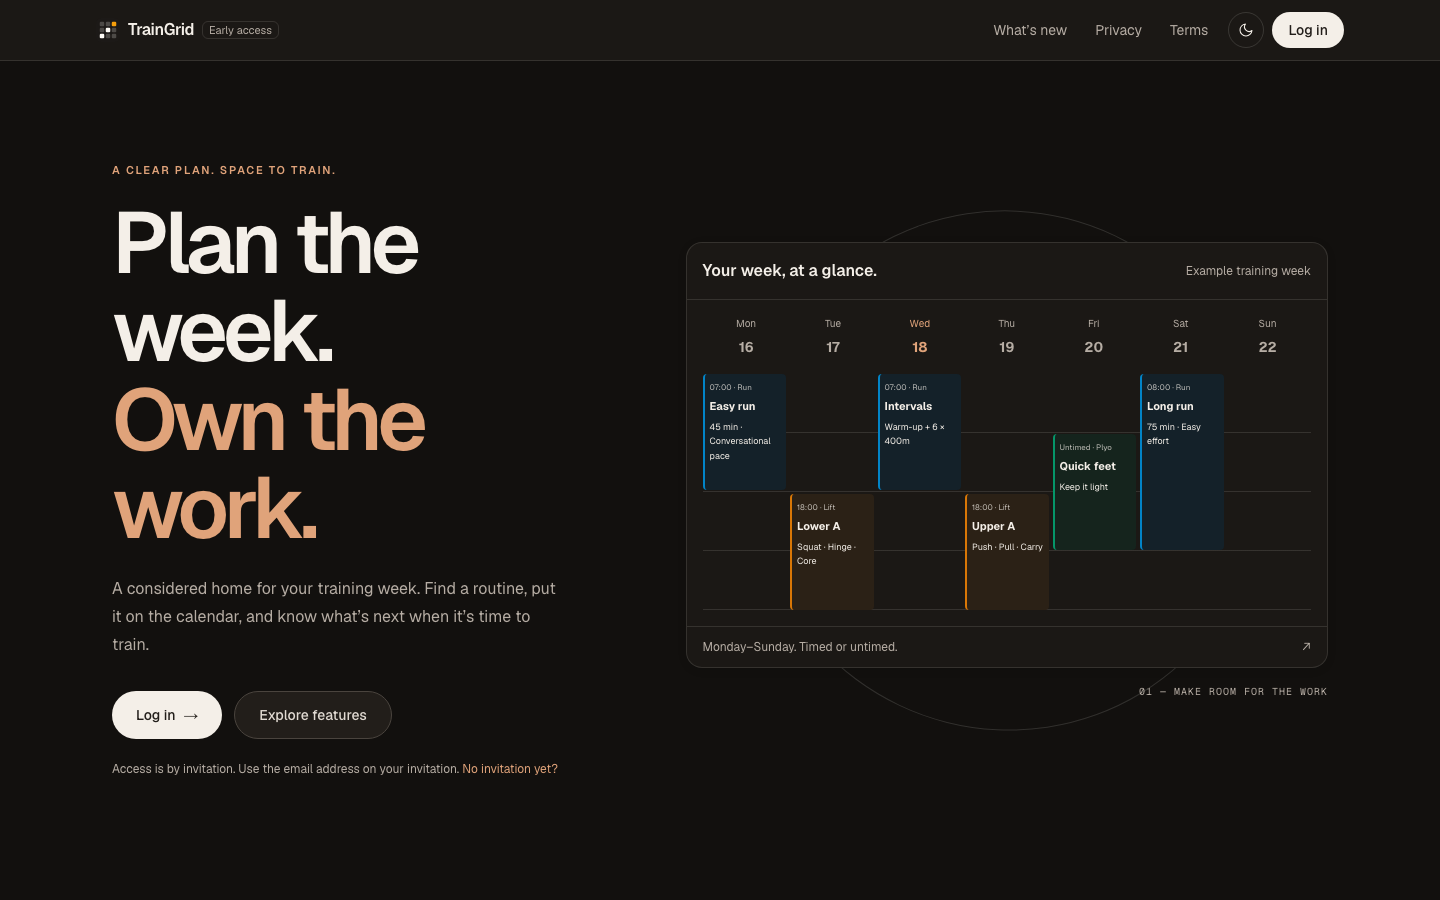 TrainGrid
Early access
What's new
Privacy
Terms
Log in
A CLEAR PLAN. SPACE TO TRAIN.
Plan the
week.
Own the
work.
A considered home for your training week. Find a routine, put
it on the calendar, and know what's next when it's time to
train.
Log in →
Explore features
Access is by invitation. Use the email address on your invitation. No invitation yet?
Your week, at a glance.
Example training week
Mon
16
Tue
17
Wed
18
Thu
19
Fri
20
Sat
21
Sun
22
07:00 · Run
Easy run
45 min ·
Conversational
pace
18:00 · Lift
Lower A
Squat · Hinge ·
Core
07:00 · Run
Intervals
Warm-up + 6 ×
400m
18:00 · Lift
Upper A
Push · Pull · Carry
Untimed · Plyo
Quick feet
Keep it light
08:00 · Run
Long run
75 min · Easy
effort
Monday–Sunday. Timed or untimed.
↗
01 — MAKE ROOM FOR THE WORK